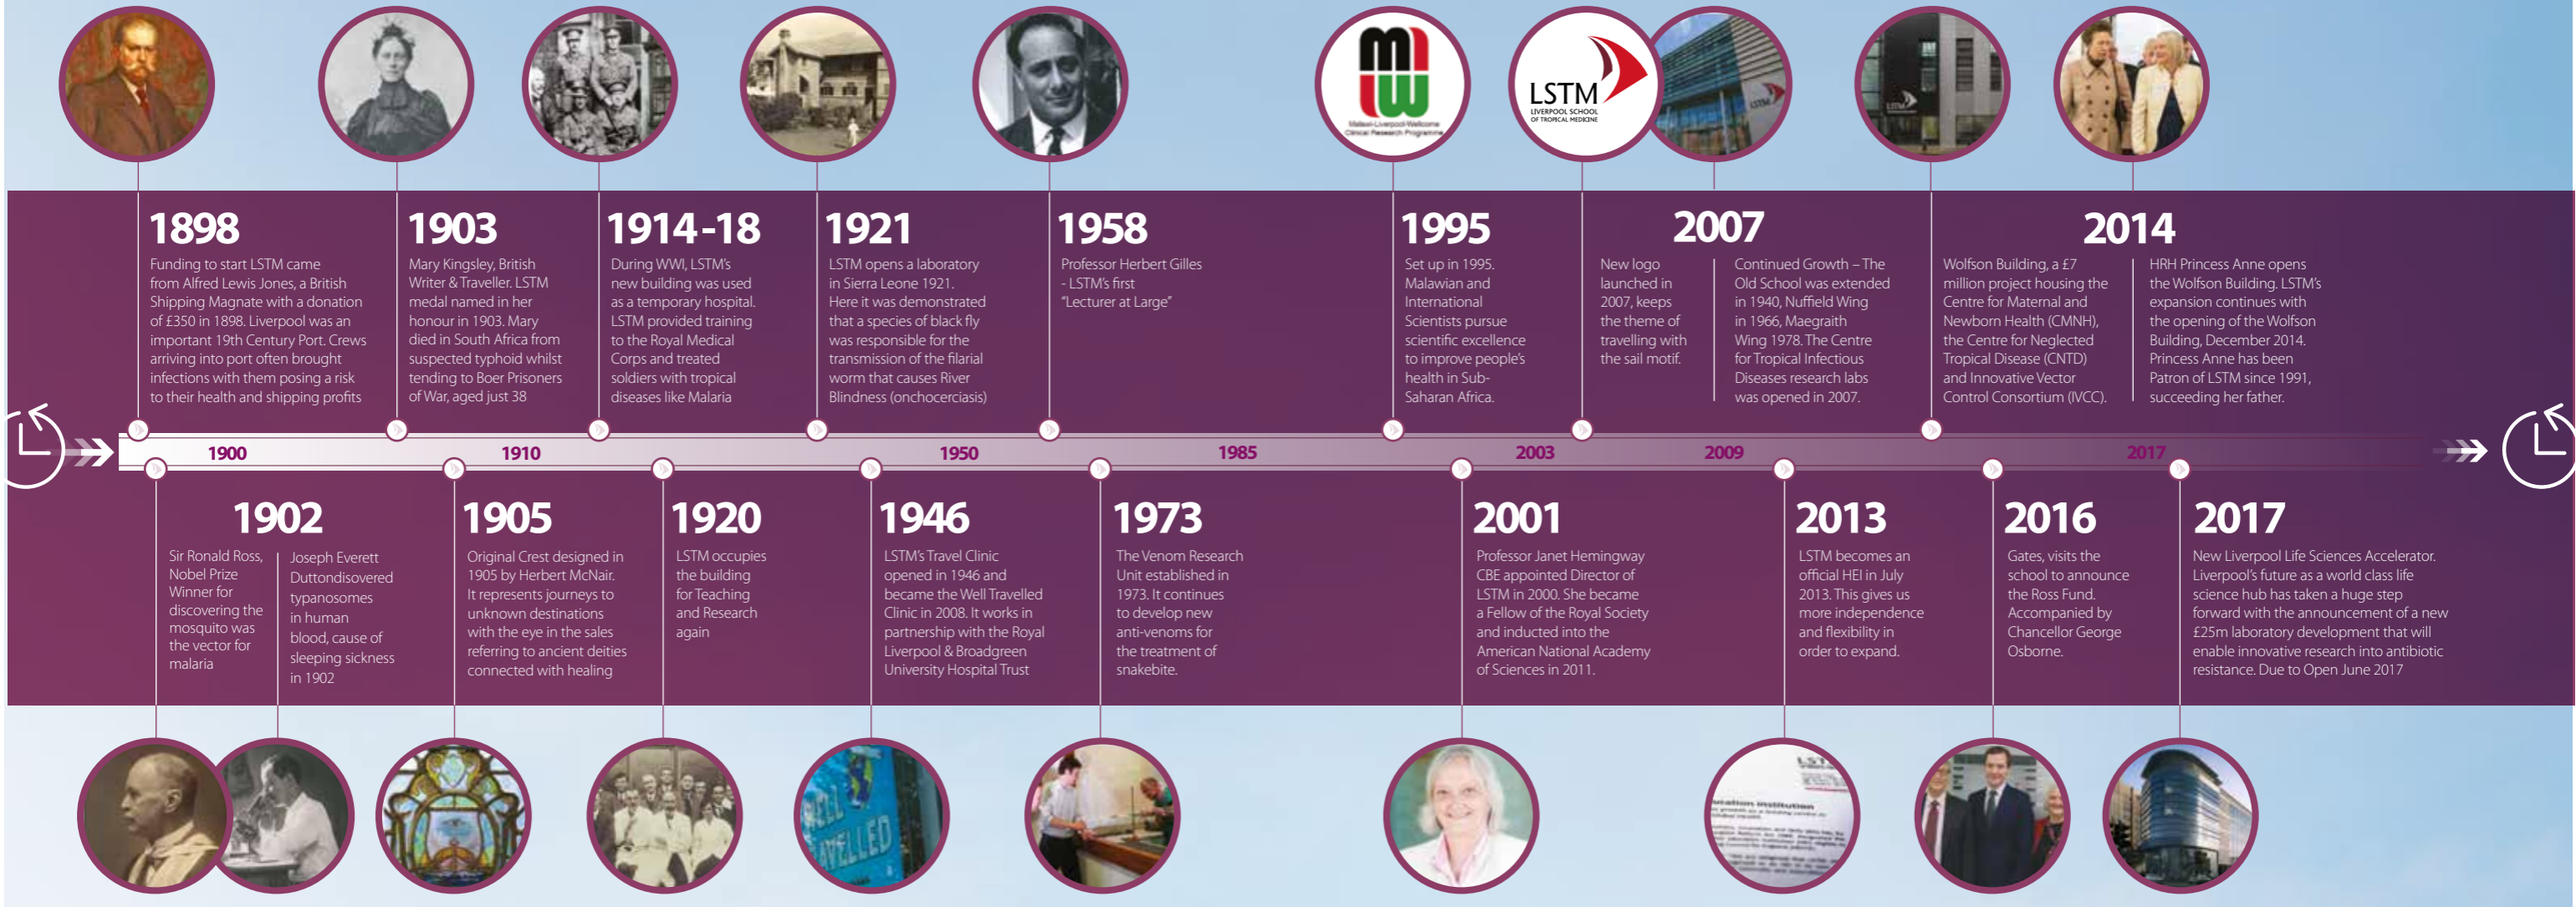 MLW
Malawi-Liverpool-Wellcome
Clinical Research Programme
LSTM
LIVERPOOL SCHOOL
OF TROPICAL MEDICINE
LSTM
LSTM
1898
Funding to start LSTM came
from Alfred Lewis Jones, a British
Shipping Magnate with a donation
of £350 in 1898. Liverpool was an
important 19th Century Port. Crews
arriving into port often brought
infections with them posing a risk
to their health and shipping profits
1903
Mary Kingsley, British
Writer & Traveller. LSTM
medal named in her
honour in 1903. Mary
died in South Africa from
suspected typhoid whilst
tending to Boer Prisoners
of War, aged just 38
1914-18
During WWI, LSTM's
new building was used
as a temporary hospital.
LSTM provided training
to the Royal Medical
Corps and treated
soldiers with tropical
diseases like Malaria
1921
LSTM opens a laboratory
in Sierra Leone 1921.
Here it was demonstrated
that a species of black fly
was responsible for the
transmission of the filarial
worm that causes River
Blindness (onchocerciasis)
1958
Professor Herbert Gilles
- LSTM's first
"Lecturer at Large"
1995
Set up in 1995.
Malawian and
International
Scientists pursue
scientific excellence
to improve people's
health in Sub-
Saharan Africa.
2007
New logo
launched in
2007, keeps
the theme of
travelling with
the sail motif.
Continued Growth – The
Old School was extended
in 1940, Nuffield Wing
in 1966, Maegraith
Wing 1978. The Centre
for Tropical Infectious
Diseases research labs
was opened in 2007.
2014
Wolfson Building, a £7
million project housing the
Centre for Maternal and
Newborn Health (CMNH),
the Centre for Neglected
Tropical Disease (CNTD)
and Innovative Vector
Control Consortium (IVCC).
HRH Princess Anne opens
the Wolfson Building. LSTM's
expansion continues with
the opening of the Wolfson
Building, December 2014.
Princess Anne has been
Patron of LSTM since 1991,
succeeding her father.
1900
1910
1950
1985
2003
2009
2017
1902
Sir Ronald Ross,
Nobel Prize
Winner for
discovering the
mosquito was
the vector for
malaria
Joseph Everett
Duttondisovered
typanosomes
in human
blood, cause of
sleeping sickness
in 1902
1905
Original Crest designed in
1905 by Herbert McNair.
It represents journeys to
unknown destinations
with the eye in the sales
referring to ancient deities
connected with healing
1920
LSTM occupies
the building
for Teaching
and Research
again
1946
LSTM's Travel Clinic
opened in 1946 and
became the Well Travelled
Clinic in 2008. It works in
partnership with the Royal
Liverpool & Broadgreen
University Hospital Trust
1973
The Venom Research
Unit established in
1973. It continues
to develop new
anti-venoms for
the treatment of
snakebite.
2001
Professor Janet Hemingway
CBE appointed Director of
LSTM in 2000. She became
a Fellow of the Royal Society
and inducted into the
American National Academy
of Sciences in 2011.
2013
LSTM becomes an
official HEI in July
2013. This gives us
more independence
and flexibility in
order to expand.
2016
Gates, visits the
school to announce
the Ross Fund.
Accompanied by
Chancellor George
Osborne.
2017
New Liverpool Life Sciences Accelerator.
Liverpool's future as a world class life
science hub has taken a huge step
forward with the announcement of a new
£25m laboratory development that will
enable innovative research into antibiotic
resistance. Due to Open June 2017